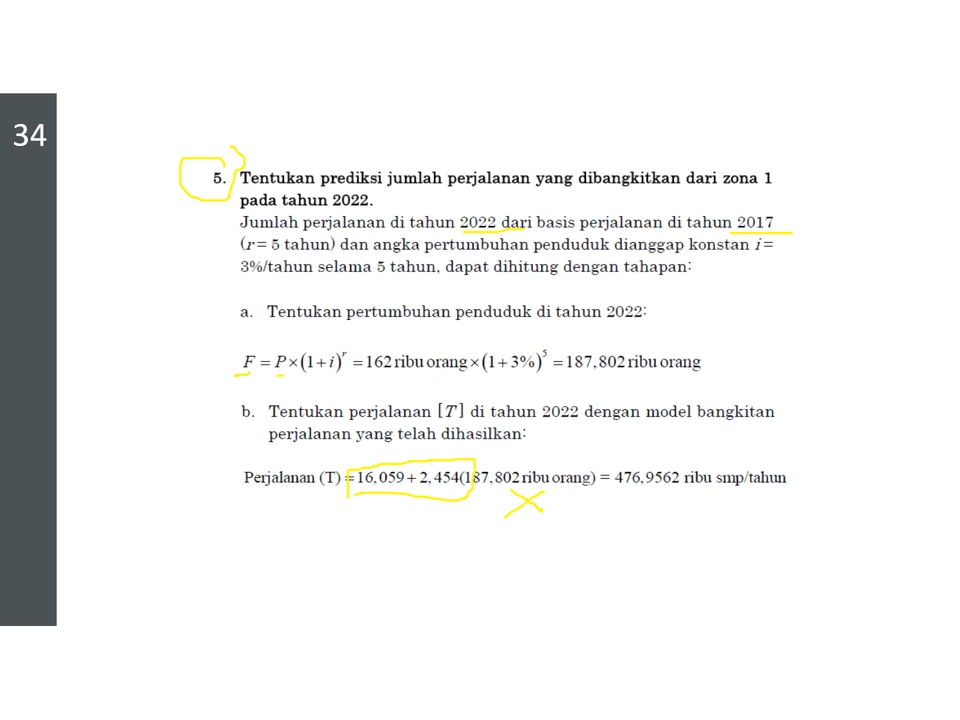 34
5. Tentukan prediksi jumlah perjalanan yang dibangkitkan dari zona 1
pada tahun 2022.
Jumlah perjalanan di tahun 2022 dari basis perjalanan di tahun 2017
(r = 5 tahun) dan angka pertumbuhan penduduk dianggap konstan i =
3%/tahun selama 5 tahun, dapat dihitung dengan tahapan:
a. Tentukan pertumbuhan penduduk di tahun 2022:
F = P×(1+i)^r = 162 ribu orang×(1+3%)^5 = 187,802 ribu orang
b. Tentukan perjalanan [T] di tahun 2022 dengan model bangkitan
perjalanan yang telah dihasilkan:
Perjalanan (T) = 16,059 + 2,454(187,802 ribu orang) = 476,9562 ribu smp/tahun
X